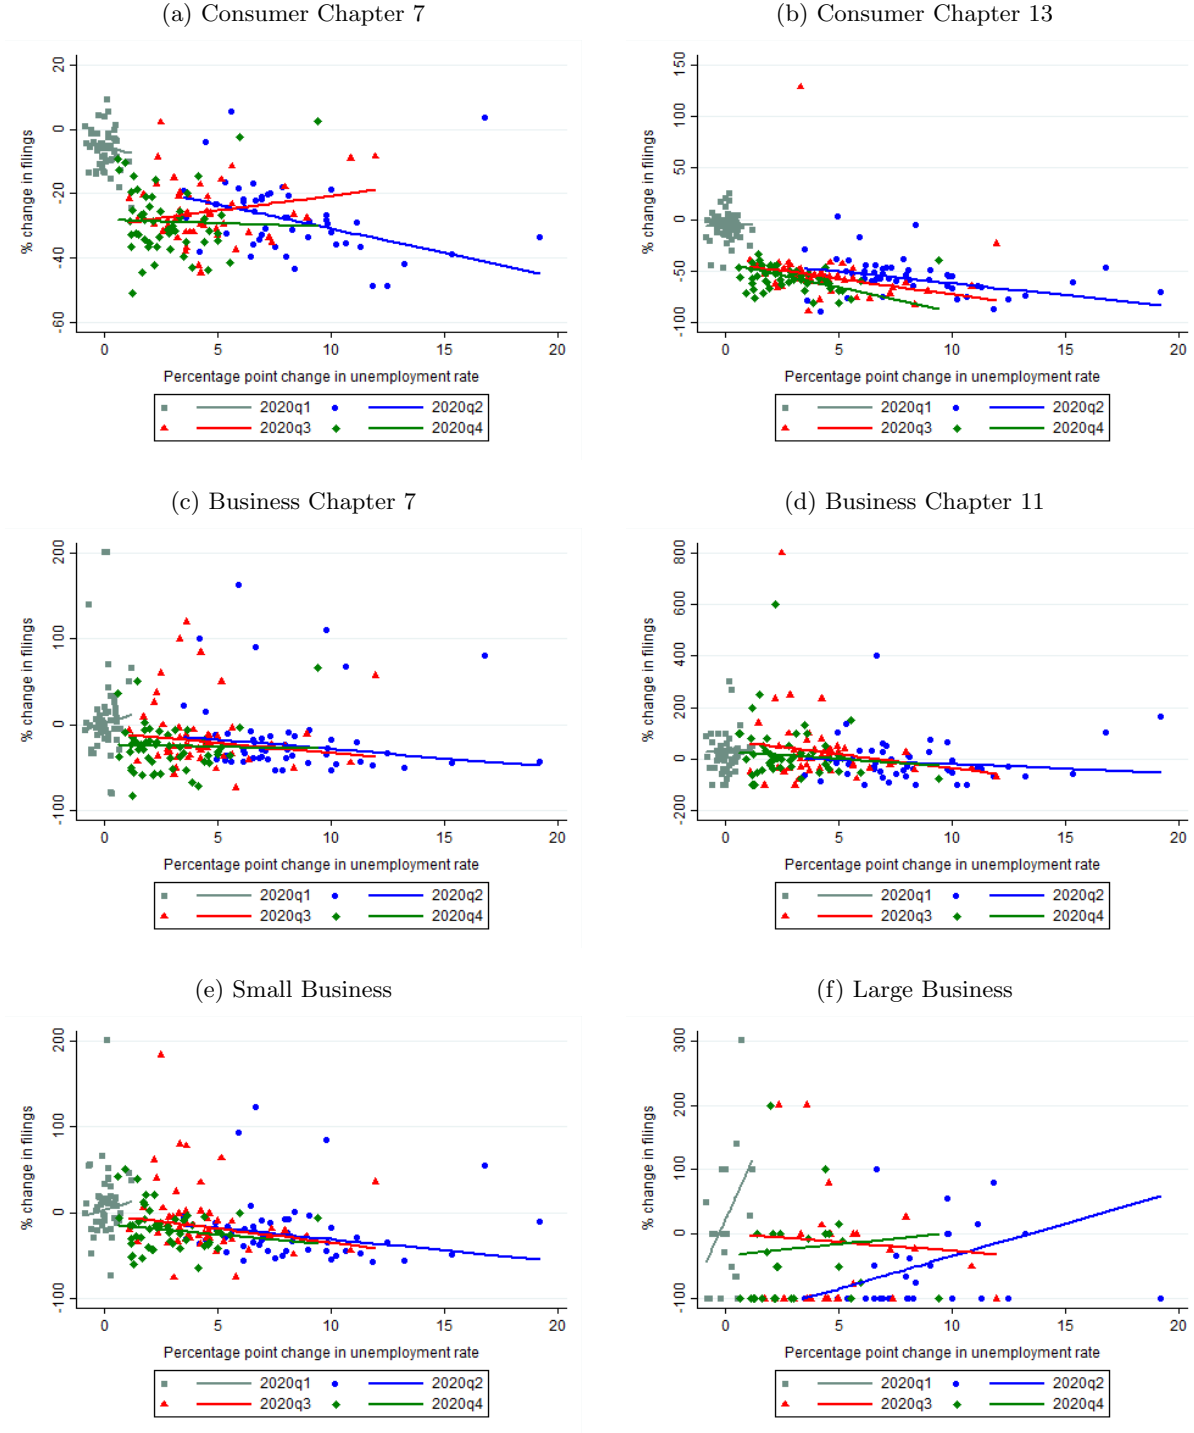 (a) Consumer Chapter 7
20
0
-20
-40
-60
% change in filings
0 5 10 15 20
Percentage point change in unemployment rate
2020q1 2020q2
2020q3 2020q4
(b) Consumer Chapter 13
150
100
50
0
-50
-100
% change in filings
0 5 10 15 20
Percentage point change in unemployment rate
2020q1 2020q2
2020q3 2020q4
(c) Business Chapter 7
200
100
0
-100
% change in filings
0 5 10 15 20
Percentage point change in unemployment rate
2020q1 2020q2
2020q3 2020q4
(d) Business Chapter 11
800
600
400
200
0
-200
% change in filings
0 5 10 15 20
Percentage point change in unemployment rate
2020q1 2020q2
2020q3 2020q4
(e) Small Business
200
100
0
-100
% change in filings
0 5 10 15 20
Percentage point change in unemployment rate
2020q1 2020q2
2020q3 2020q4
(f) Large Business
300
200
100
0
-100
% change in filings
0 5 10 15 20
Percentage point change in unemployment rate
2020q1 2020q2
2020q3 2020q4